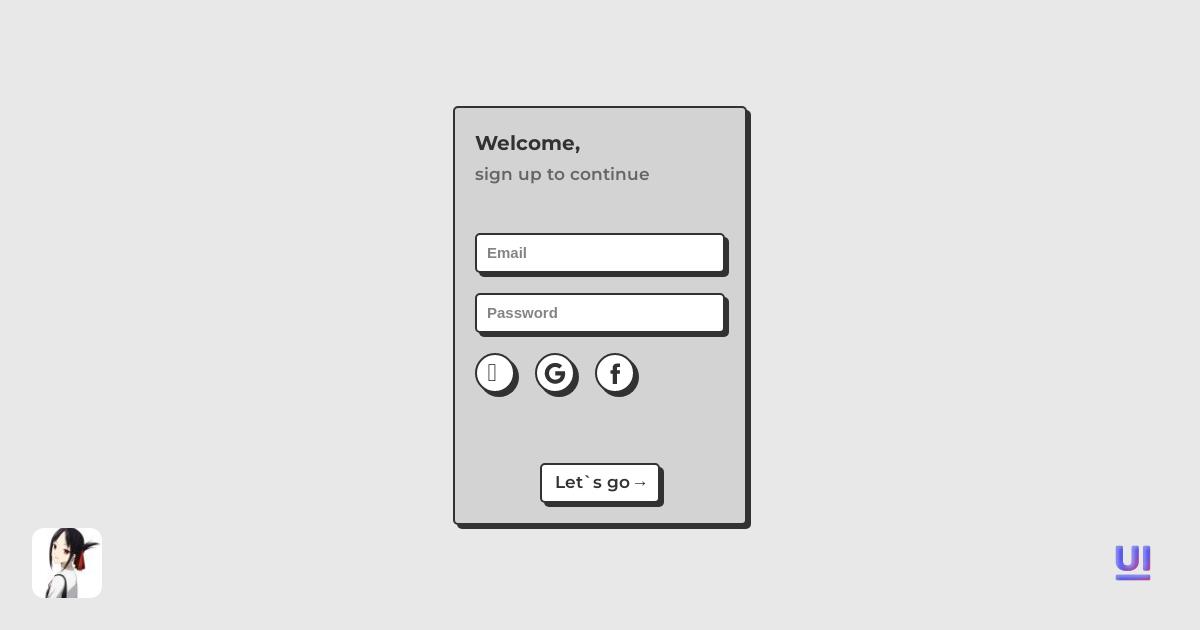 Welcome,
sign up to continue
Email
Password
G
f
Let`s go→
UI